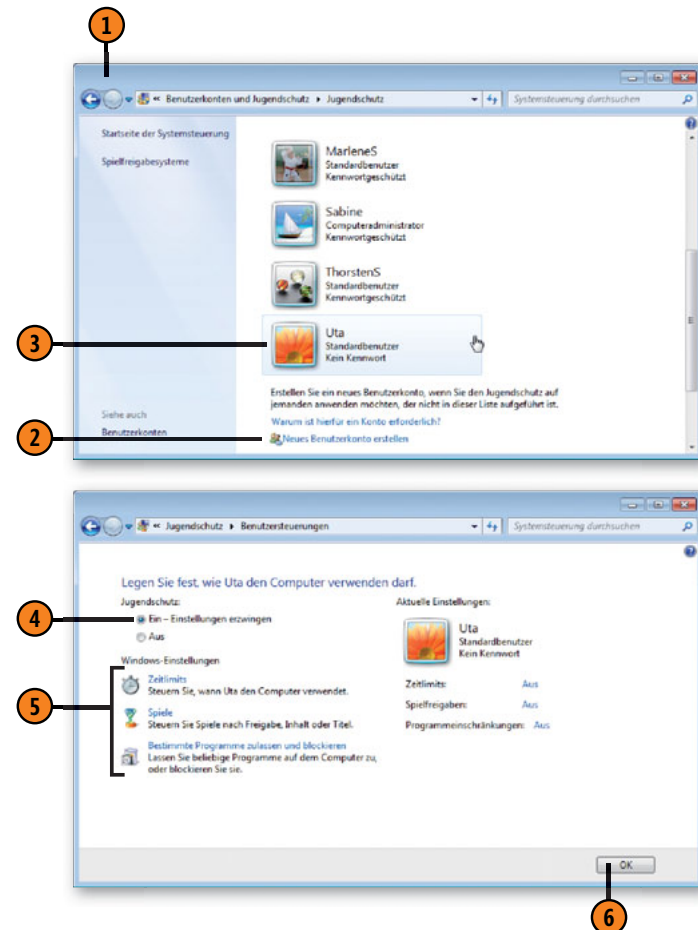 1
« Benutzerkonten und Jugendschutz ▸ Jugendschutz
Systemsteuerung durchsuchen
Startseite der Systemsteuerung
Spielfreigabesysteme
MarleneS
Standardbenutzer
Kennwortgeschützt
Sabine
Computeradministrator
Kennwortgeschützt
ThorstenS
Standardbenutzer
Kennwortgeschützt
3
Uta
Standardbenutzer
Kein Kennwort
Erstellen Sie ein neues Benutzerkonto, wenn Sie den Jugendschutz auf
jemanden anwenden möchten, der nicht in dieser Liste aufgeführt ist.
Siehe auch
Warum ist hierfür ein Konto erforderlich?
2
Benutzerkonten
Neues Benutzerkonto erstellen
« Jugendschutz ▸ Benutzersteuerungen
Systemsteuerung durchsuchen
Legen Sie fest, wie Uta den Computer verwenden darf.
Jugendschutz:
4
Ein – Einstellungen erzwingen
Aus
Windows-Einstellungen
5
Zeitlimits
Steuern Sie, wann Uta den Computer verwendet.
Spiele
Steuern Sie Spiele nach Freigabe, Inhalt oder Titel.
Bestimmte Programme zulassen und blockieren
Lassen Sie beliebige Programme auf dem Computer zu,
oder blockieren Sie sie.
Aktuelle Einstellungen:
Uta
Standardbenutzer
Kein Kennwort
Zeitlimits: Aus
Spielfreigaben: Aus
Programmeinschränkungen: Aus
OK
6